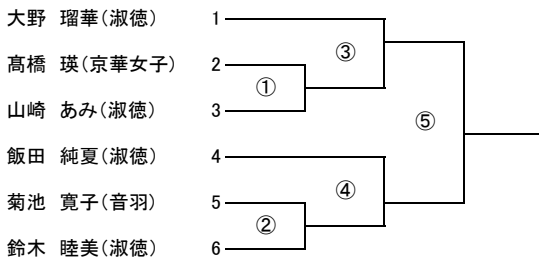 大野 瑠華(淑徳) 1
髙橋 瑛(京華女子) 2
③
①
山崎 あみ(淑徳) 3
⑤
飯田 純夏(淑徳) 4
④
菊池 寛子(音羽) 5
②
鈴木 睦美(淑徳) 6